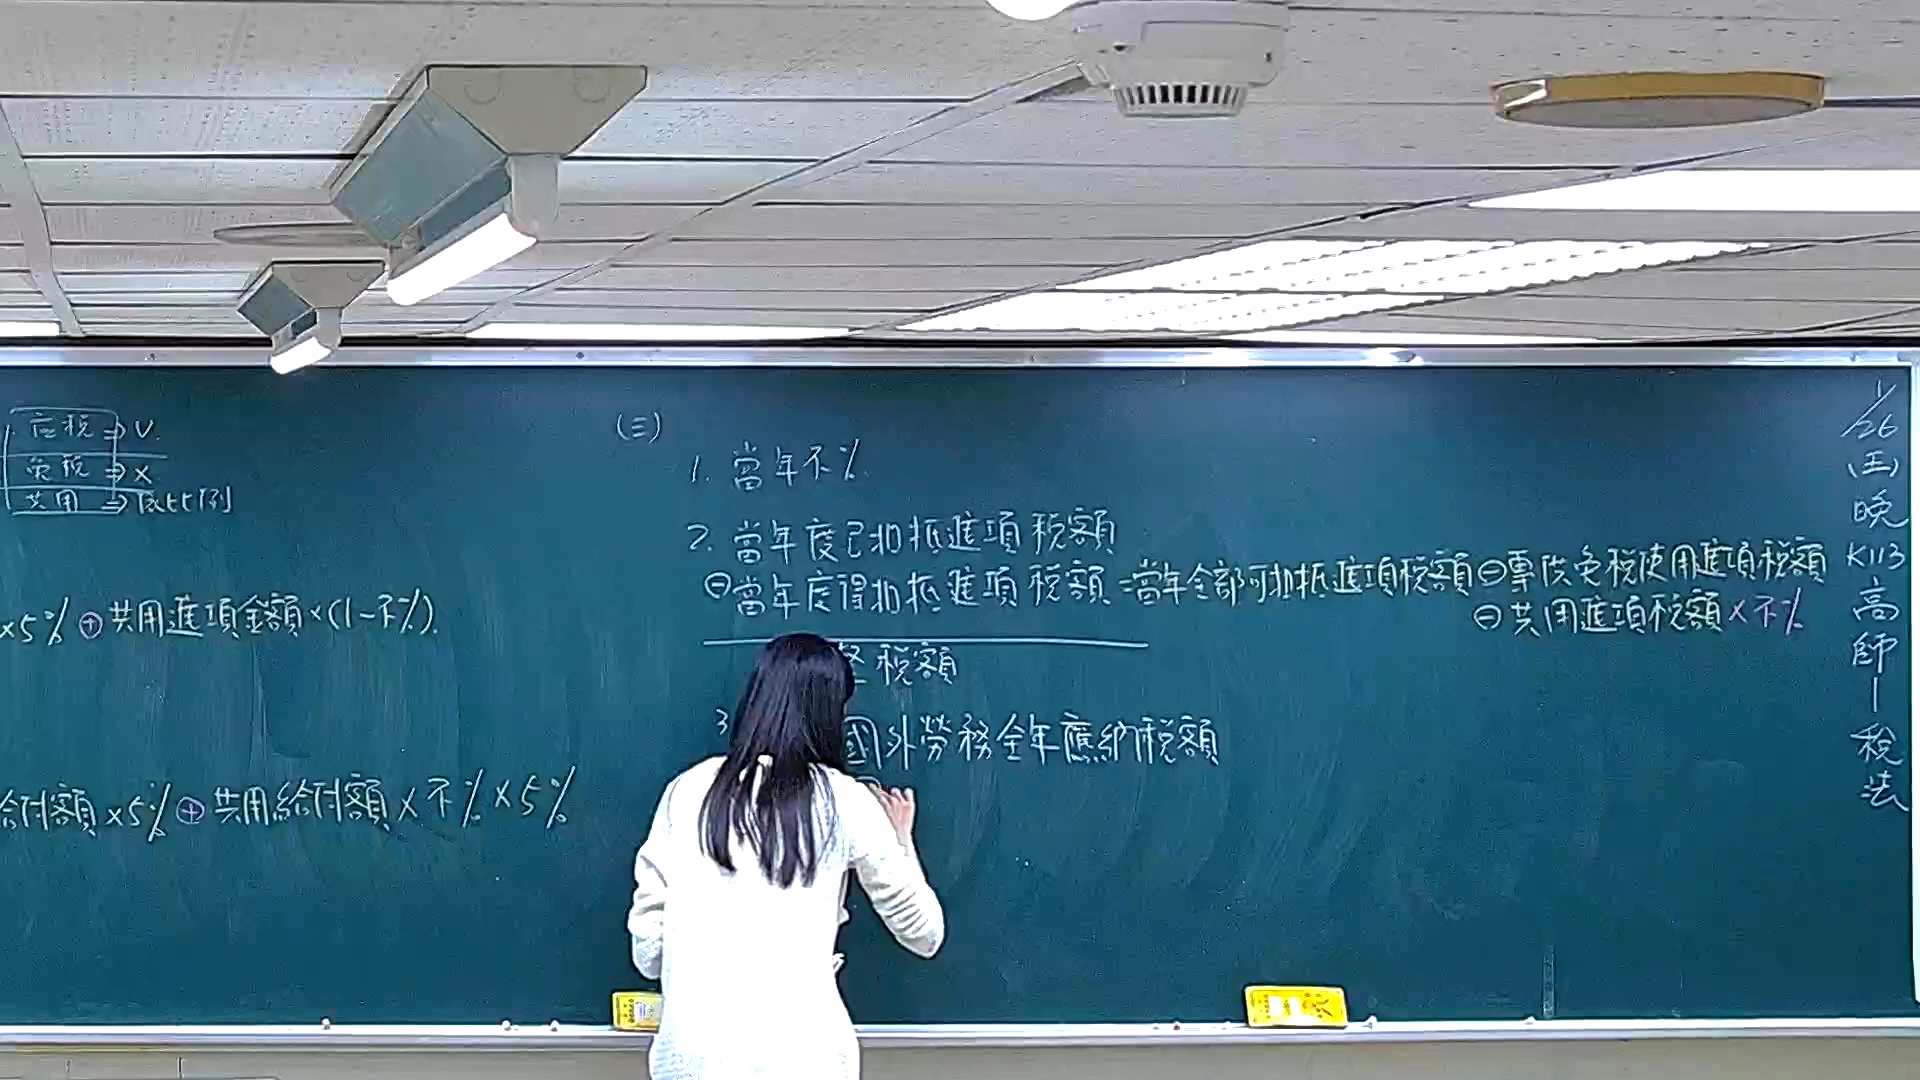 应税 ⇒ V.
免税 ⇒ X
共用 ⇒ 依比例
×5% ⊕ 共用進項金額×(1-不%).
給付額×5% ⊕ 共用給付額×不%×5%
(三)
1. 當年不%
2. 當年度已扣抵進項稅額
⊖當年度得扣抵進項稅額=當年全部可扣抵進項稅額⊖專供免稅使用進項稅額
⊖共用進項稅額×不%
稅額
3 國外勞務全年應納稅額
1/26
(五)
晚
K113
高
師
|
稅
法